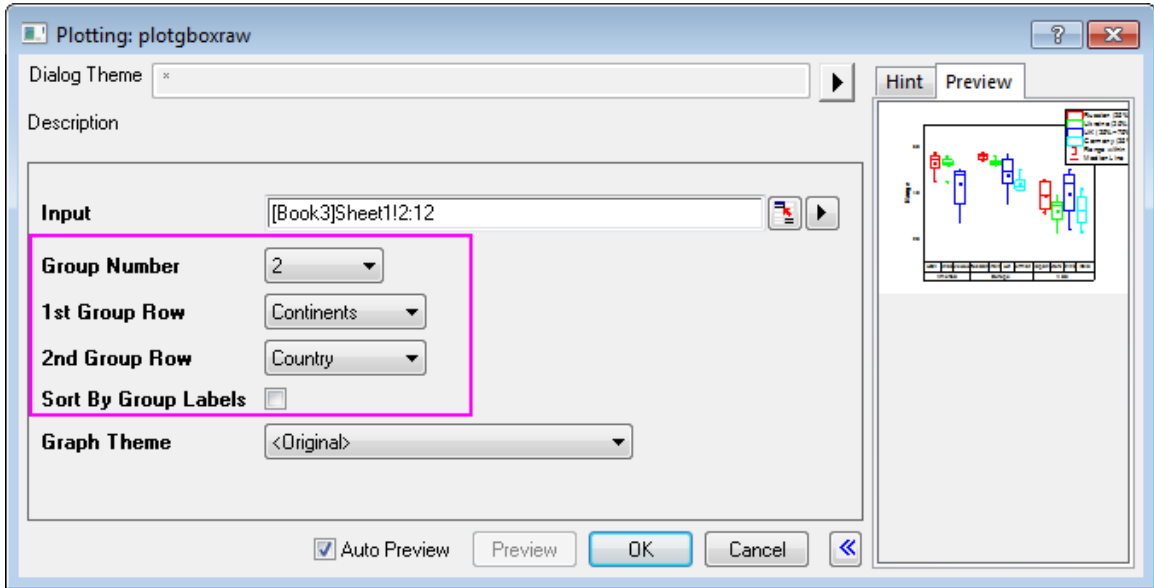 Plotting: plotgboxraw
Dialog Theme *
Hint Preview
Description
Input [Book3]Sheet1!2:12
Group Number 2
1st Group Row Continents
2nd Group Row Country
Sort By Group Labels
Graph Theme <Original>
Auto Preview Preview OK Cancel